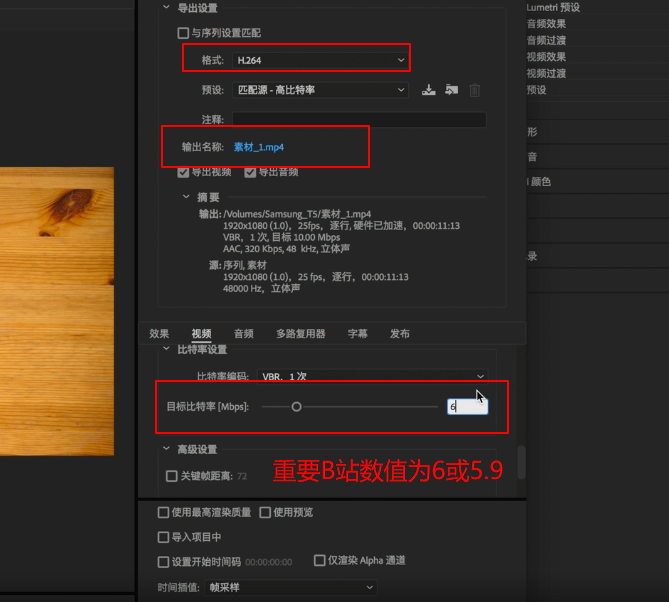 导出设置
Lumetri 预设
音频效果
音频过渡
视频效果
视频过渡
预设
形
音
颜色
录
与序列设置匹配
格式: H.264
预设: 匹配源 - 高比特率
注释:
输出名称: 素材_1.mp4
导出视频 导出音频
摘要
输出: /Volumes/Samsung_T5/素材_1.mp4
1920x1080 (1.0)，25fps，逐行, 硬件已加速，00:00:11:13
VBR，1 次, 目标 10.00 Mbps
AAC, 320 Kbps, 48 kHz, 立体声
源: 序列, 素材
1920x1080 (1.0)，25 fps，逐行，00:00:11:13
48000 Hz，立体声
效果 视频 音频 多路复用器 字幕 发布
比特率设置
比特率编码: VBR，1 次
目标比特率 [Mbps]: 6
高级设置
关键帧距离: 72
重要B站数值为6或5.9
使用最高渲染质量 使用预览
导入项目中
设置开始时间码 00:00:00:00 仅渲染 Alpha 通道
时间插值: 帧采样